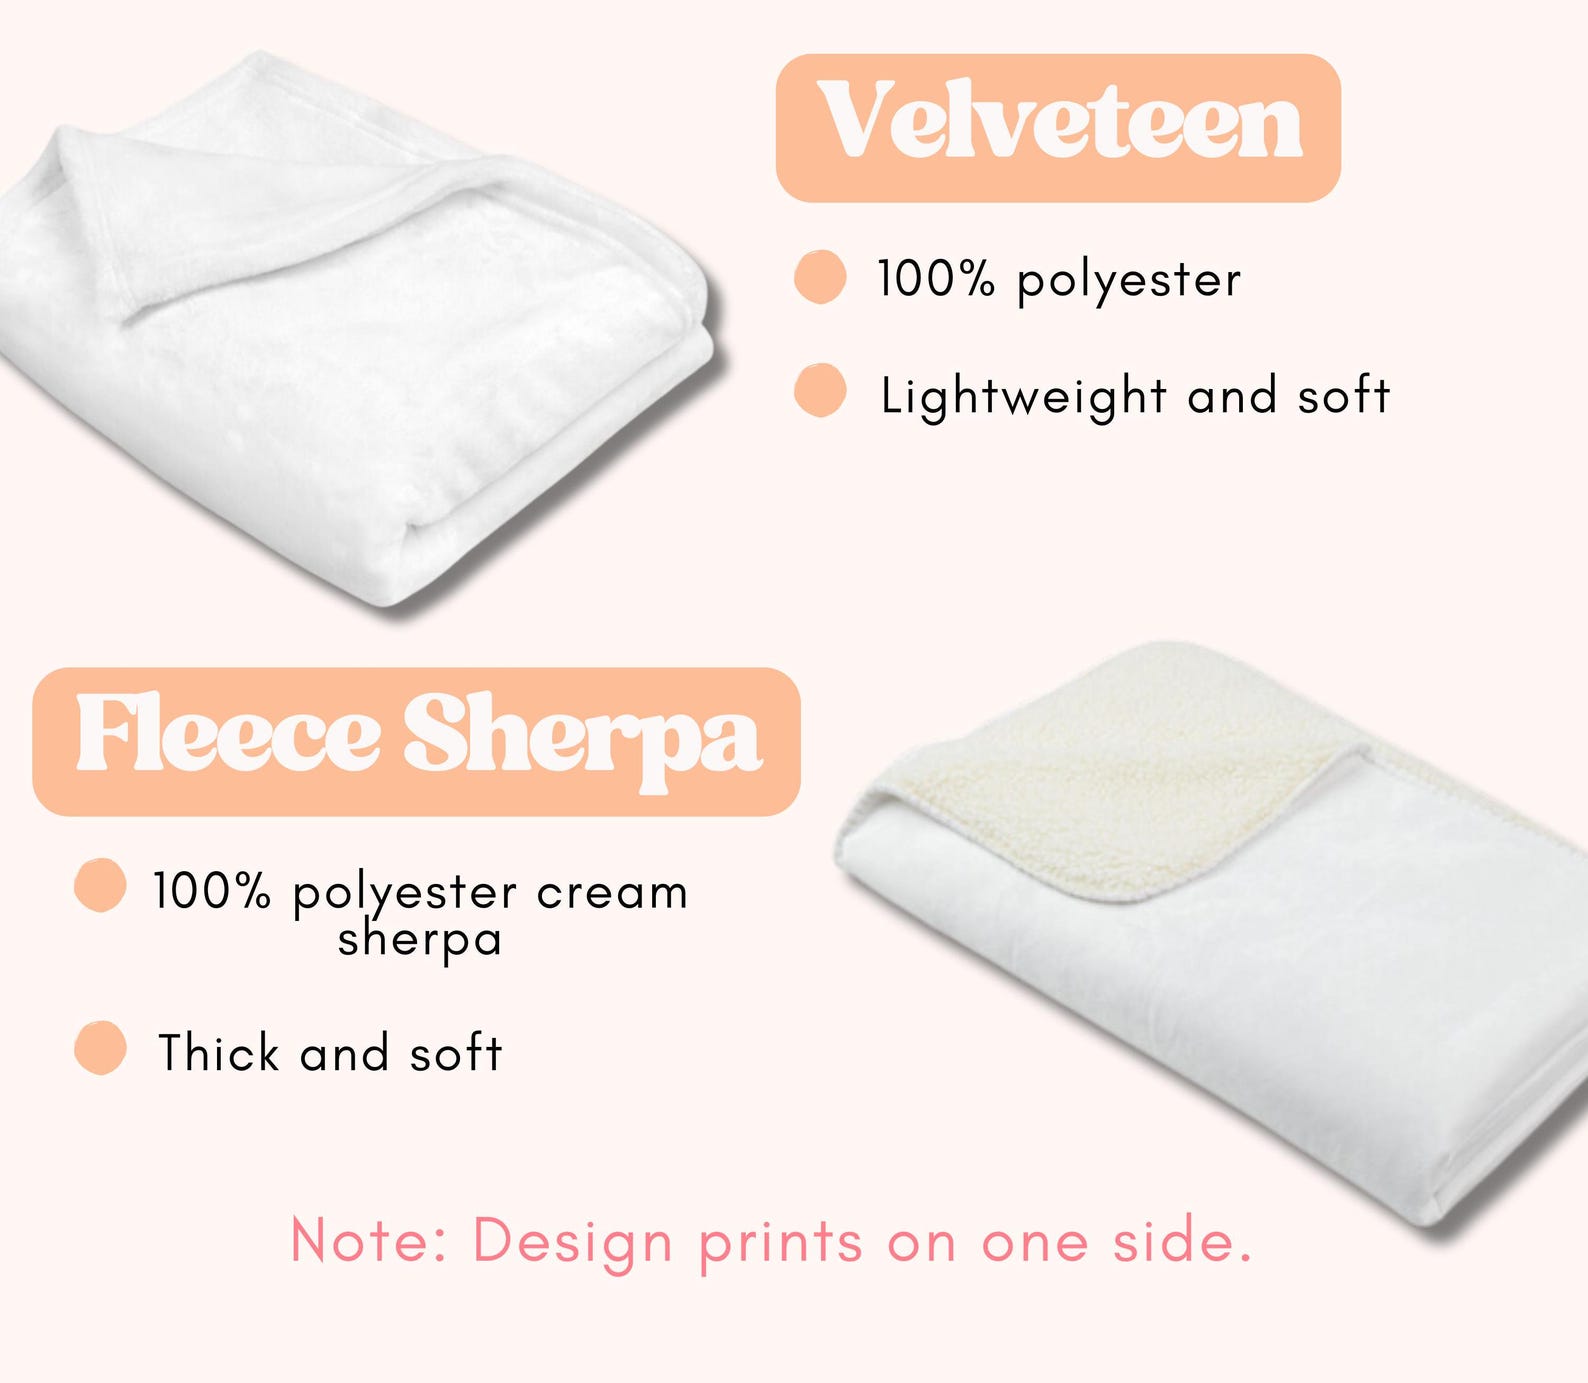 Velveteen
100% polyester
Lightweight and soft
Fleece Sherpa
100% polyester cream
sherpa
Thick and soft
Note: Design prints on one side.